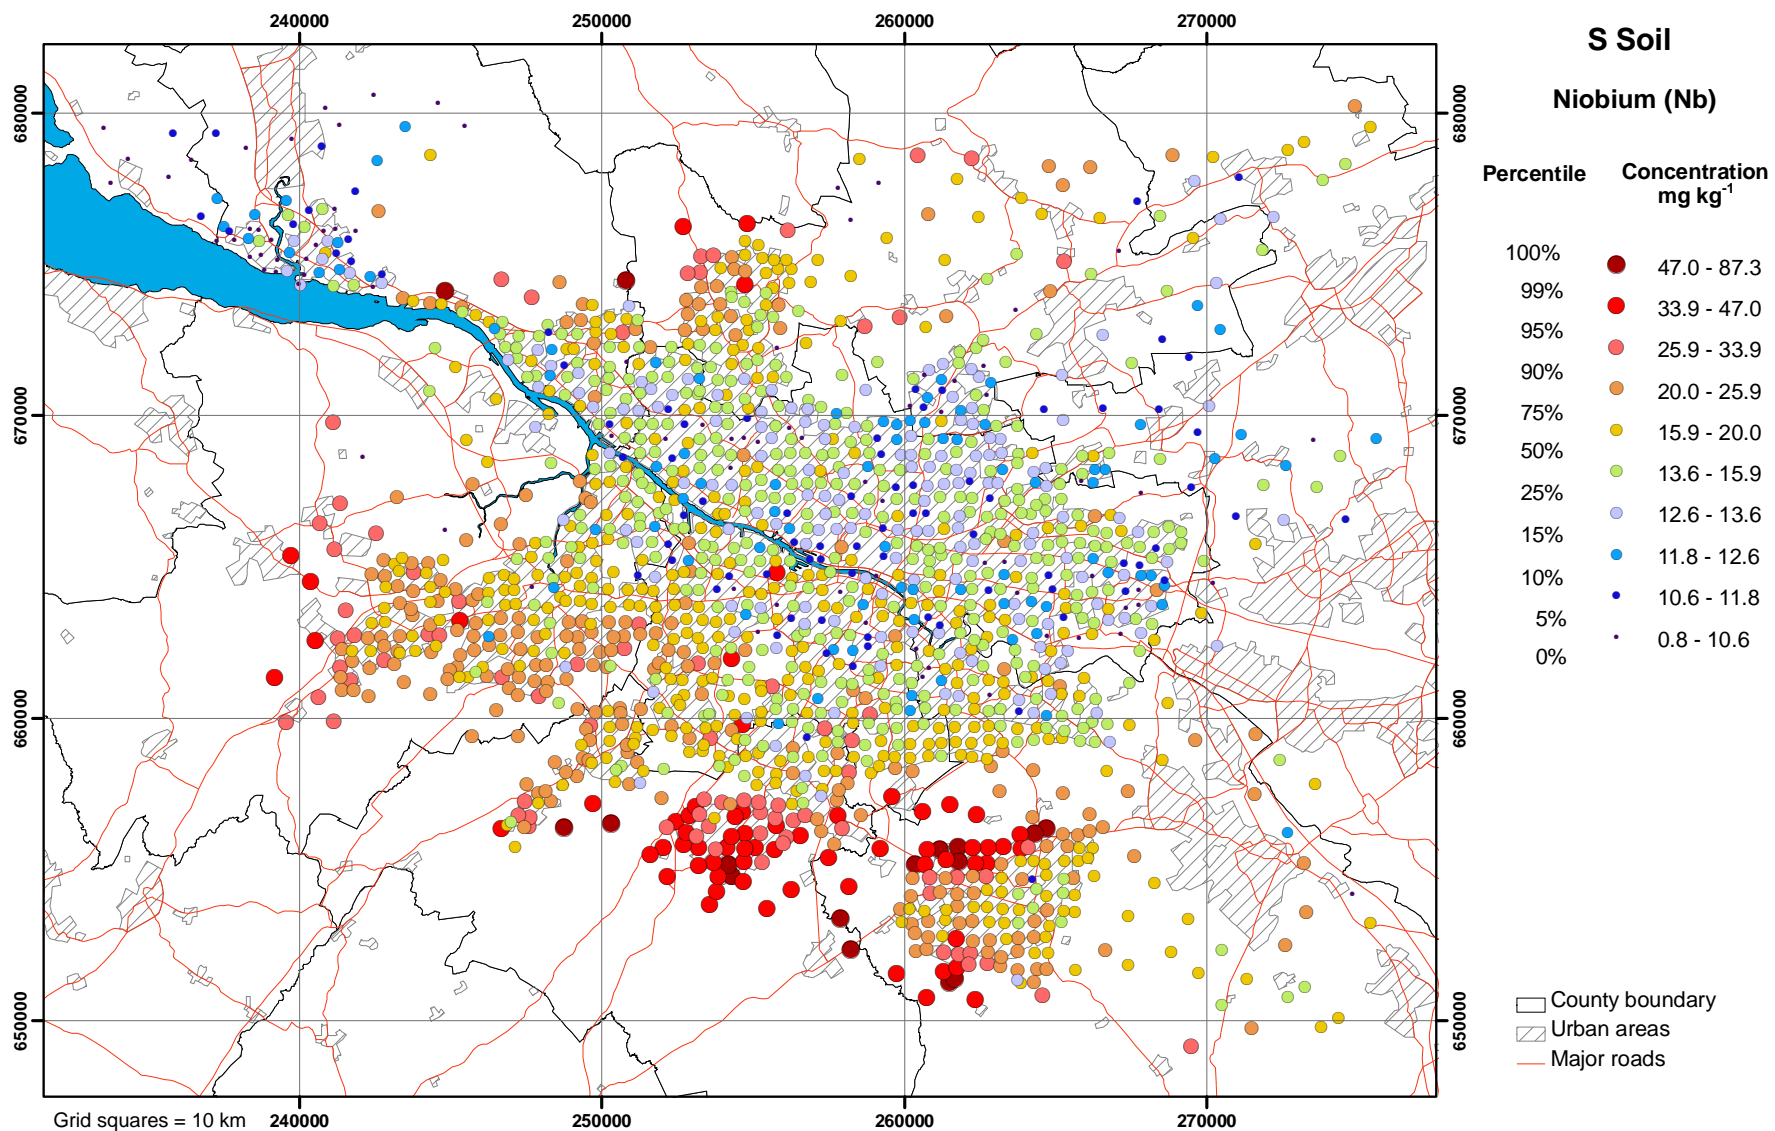 240000 250000 260000 270000
S Soil
Niobium (Nb)
680000 680000
Percentile Concentration
mg kg-1
100%
47.0 - 87.3
99%
33.9 - 47.0
95%
25.9 - 33.9
90%
20.0 - 25.9
75%
15.9 - 20.0
50%
13.6 - 15.9
25%
12.6 - 13.6
15%
11.8 - 12.6
10%
10.6 - 11.8
5%
0.8 - 10.6
0%
670000 670000
660000 660000
650000 650000
County boundary
Urban areas
Major roads
Grid squares = 10 km
240000 250000 260000 270000